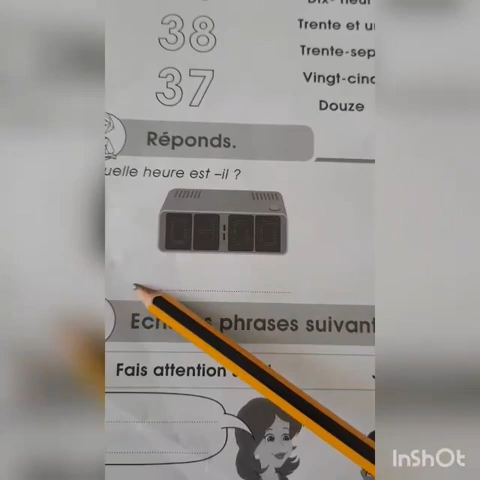 38
Trente et u
Trente-sep
37
Vingt-cinq
Douze
Réponds.
uelle heure est -il ?
phrases suivant
Fais attention
InShOt